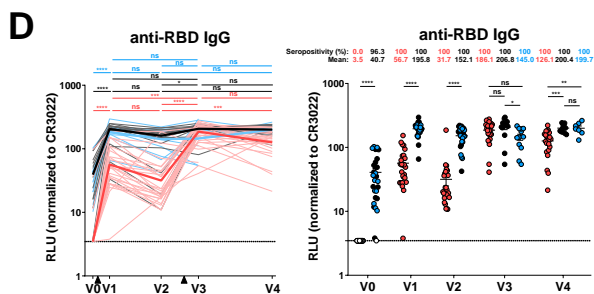 D
anti-RBD IgG
ns
ns
**** ns ns
ns
**** * ns
*** ns
****
**** ns ***
RLU (normalized to CR3022)
1000
100
10
1
V0 V1 V2 V3 V4
anti-RBD IgG
Seropositivity (%): 0.0 96.3 100 100 100 100 100 100 100 100 100 100
Mean: 3.5 40.7 56.7 195.8 31.7 152.1 186.1 206.8 145.0 126.1 200.4 199.7
**** **** **** ns **
ns ***
* ns
RLU (normalized to CR3022)
1000
100
10
1
V0 V1 V2 V3 V4